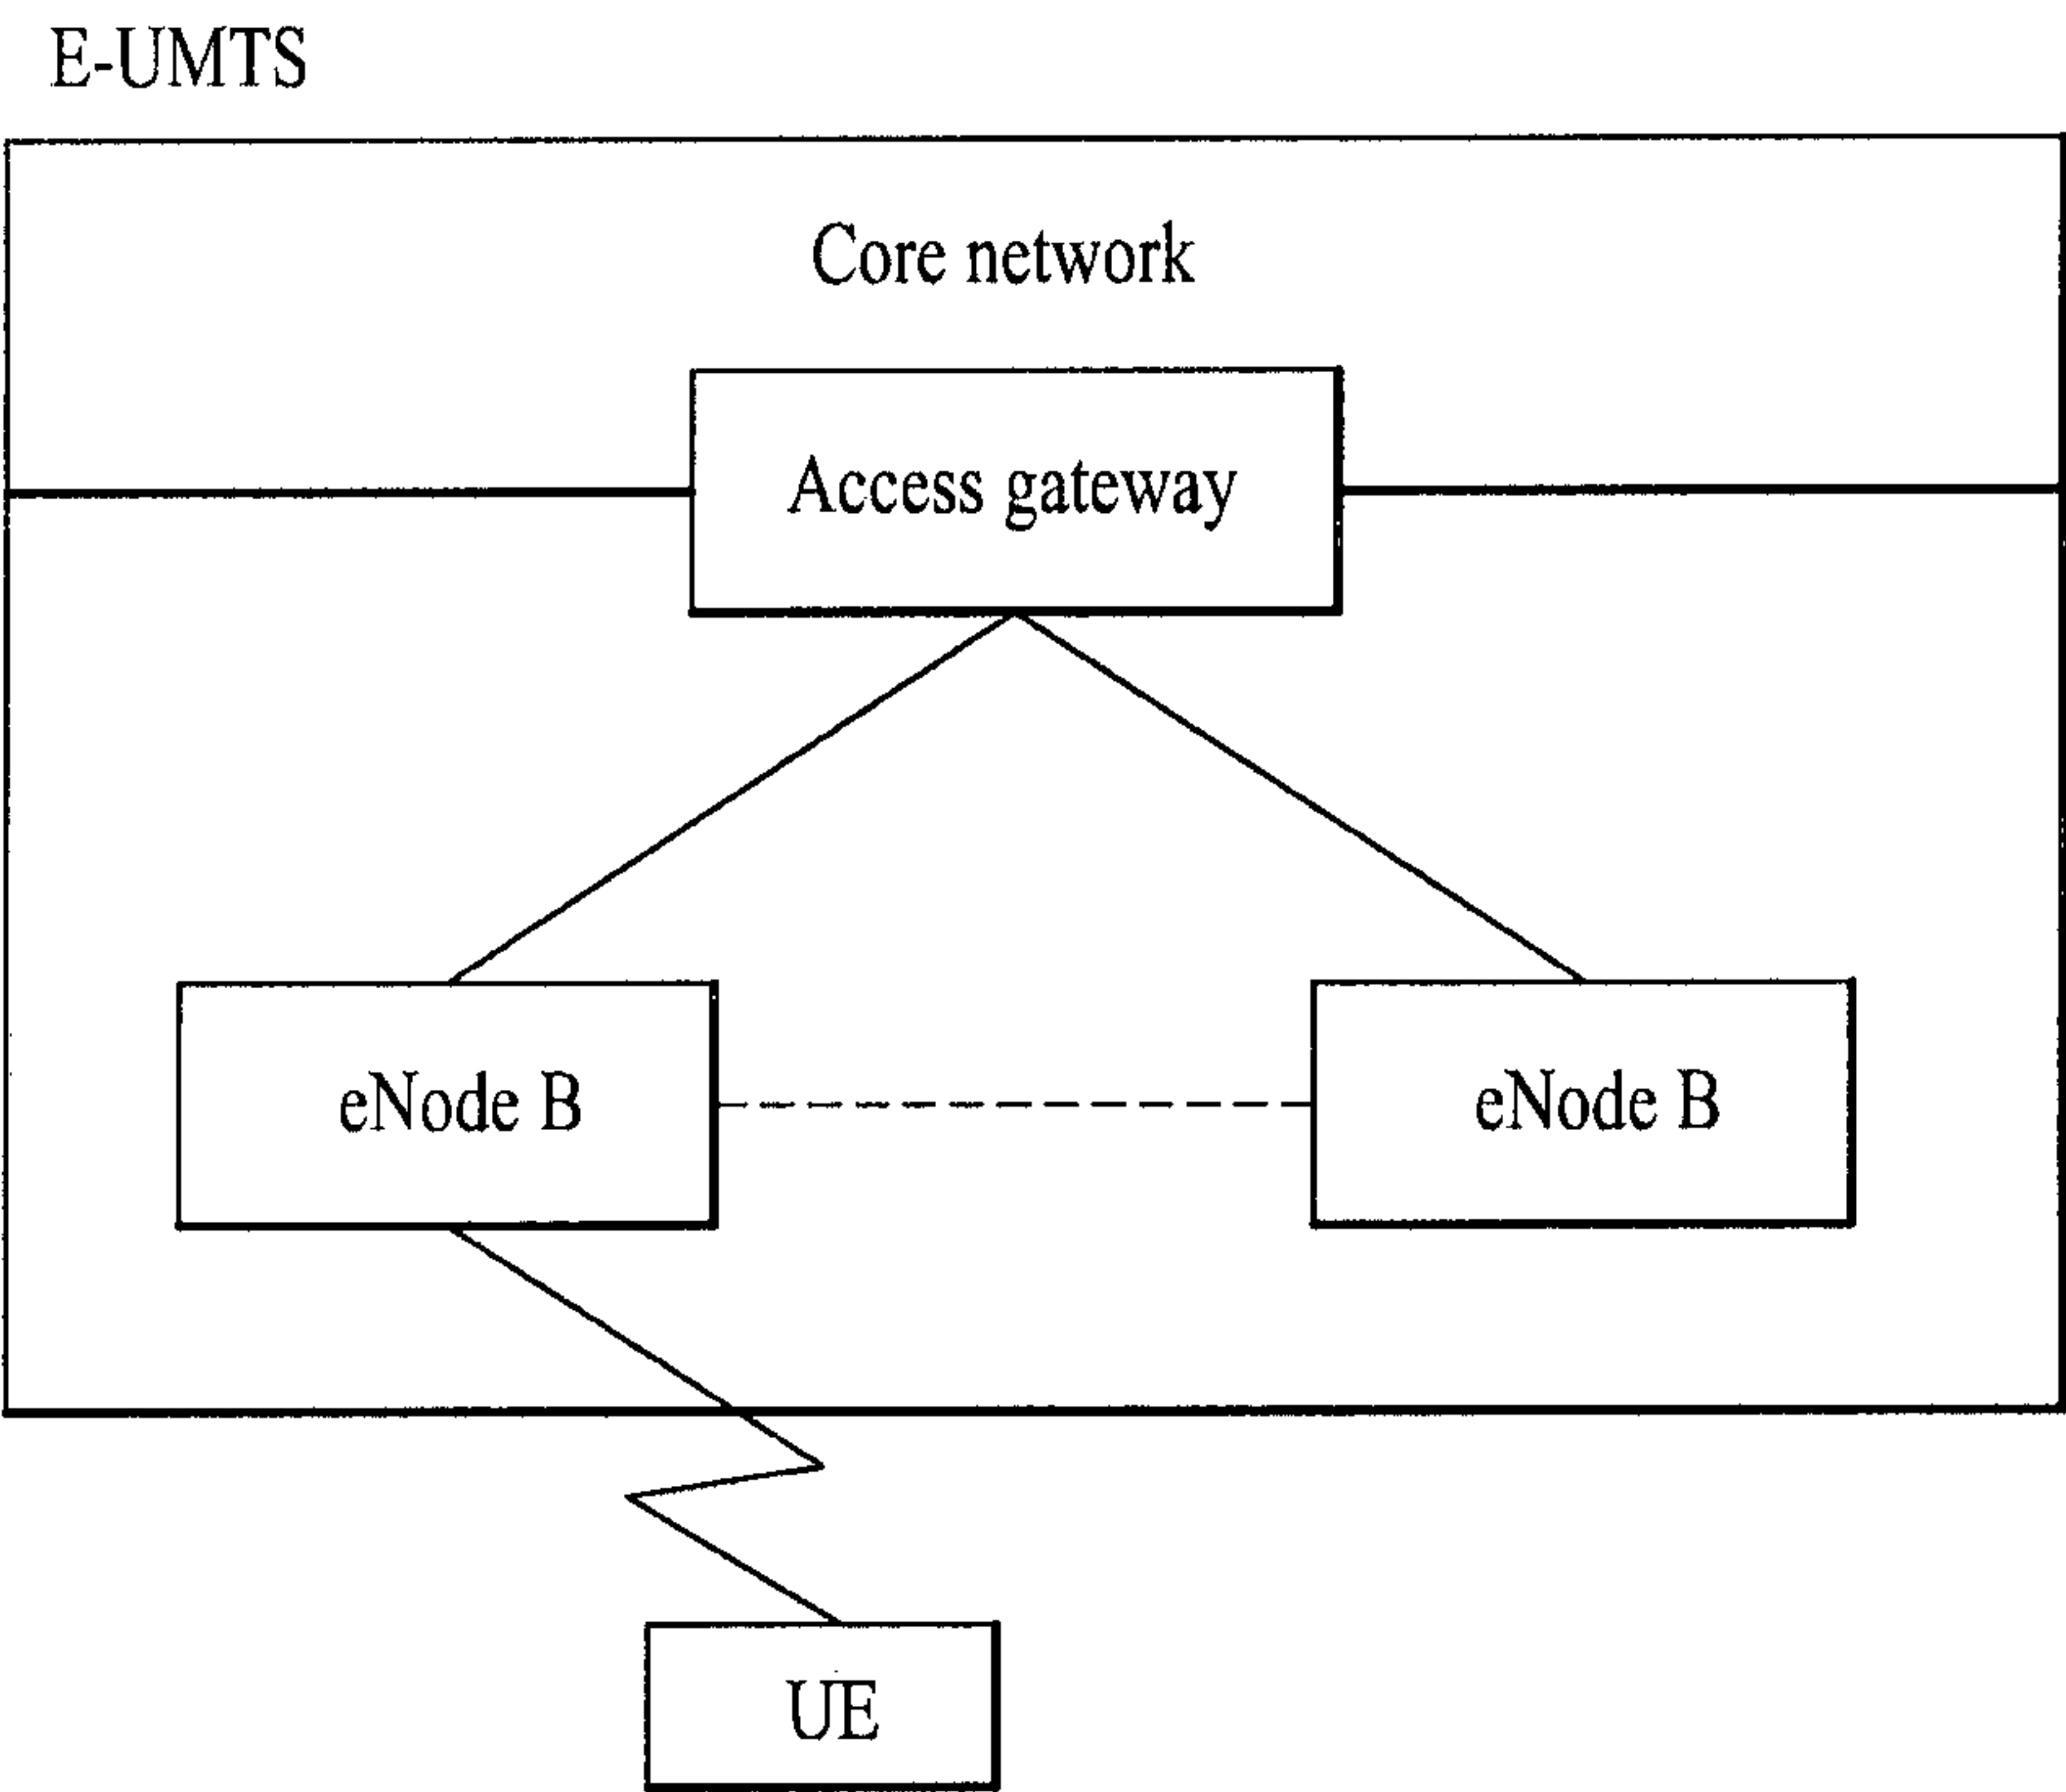 E-UMTS
Core network
Access gateway
eNode B
eNode B
UE